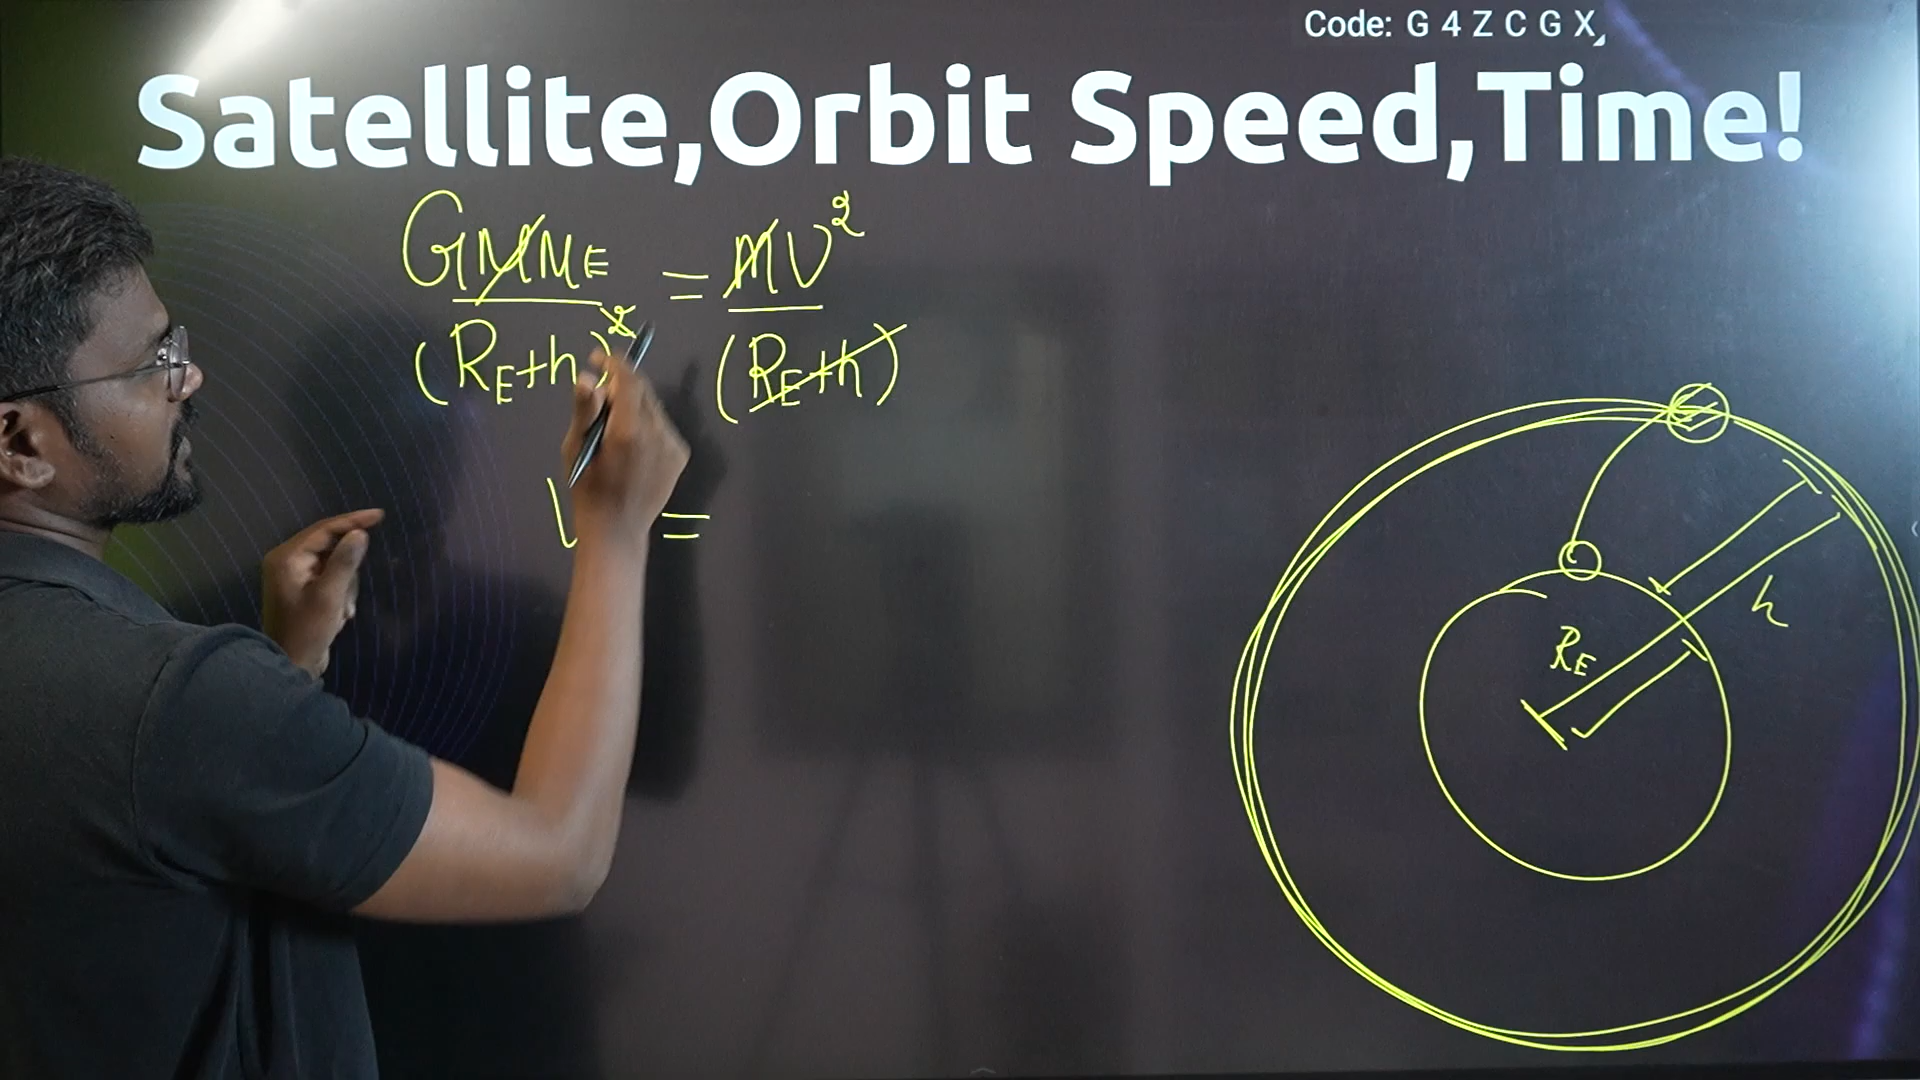 Code: G 4 Z C G X
Satellite,Orbit Speed,Time!
GMME/(RE+h)² = MV²/(RE+h)
V =
h
RE